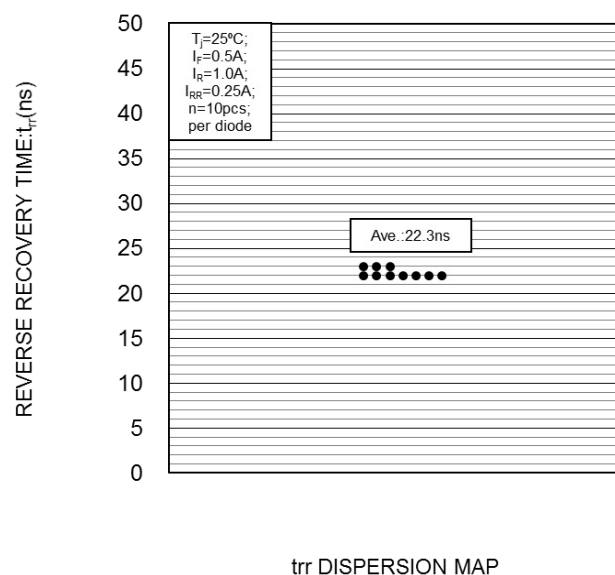 REVERSE RECOVERY TIME:trr(ns)
50
45
40
35
30
25
20
15
10
5
0
Tj=25ºC;
IF=0.5A;
IR=1.0A;
IRR=0.25A;
n=10pcs;
per diode
Ave.:22.3ns
trr DISPERSION MAP